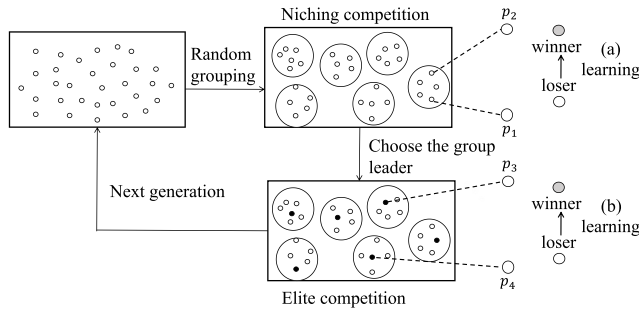 Niching competition
p₂
winner
(a)
learning
loser
p₁
Random
grouping
Choose the group
leader
p₃
winner
(b)
learning
loser
p₄
Next generation
Elite competition